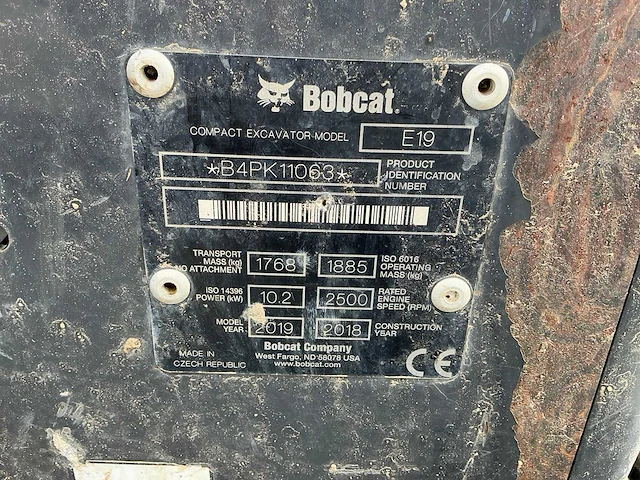 Bobcat®
COMPACT EXCAVATOR-MODEL E19
*B4PK11063* PRODUCT IDENTIFICATION NUMBER
TRANSPORT MASS (kg) NO ATTACHMENT 1768 1885 ISO 6016 OPERATING MASS (kg)
ISO 14396 POWER (kW) 10.2 2500 RATED ENGINE SPEED (RPM)
MODEL YEAR 2019 2018 CONSTRUCTION YEAR
Bobcat Company
West Fargo, ND 58078 USA
www.bobcat.com
MADE IN
CZECH REPUBLIC
CE